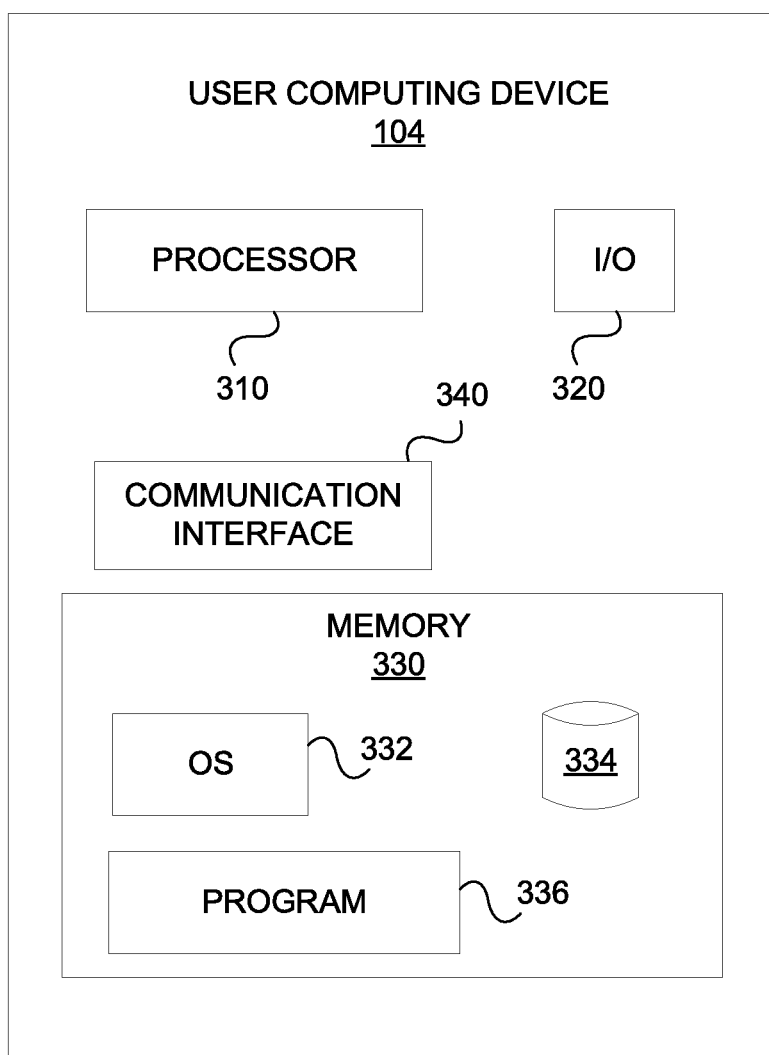 USER COMPUTING DEVICE
104
PROCESSOR
I/O
310
340
320
COMMUNICATION
INTERFACE
MEMORY
330
OS
332
334
PROGRAM
336